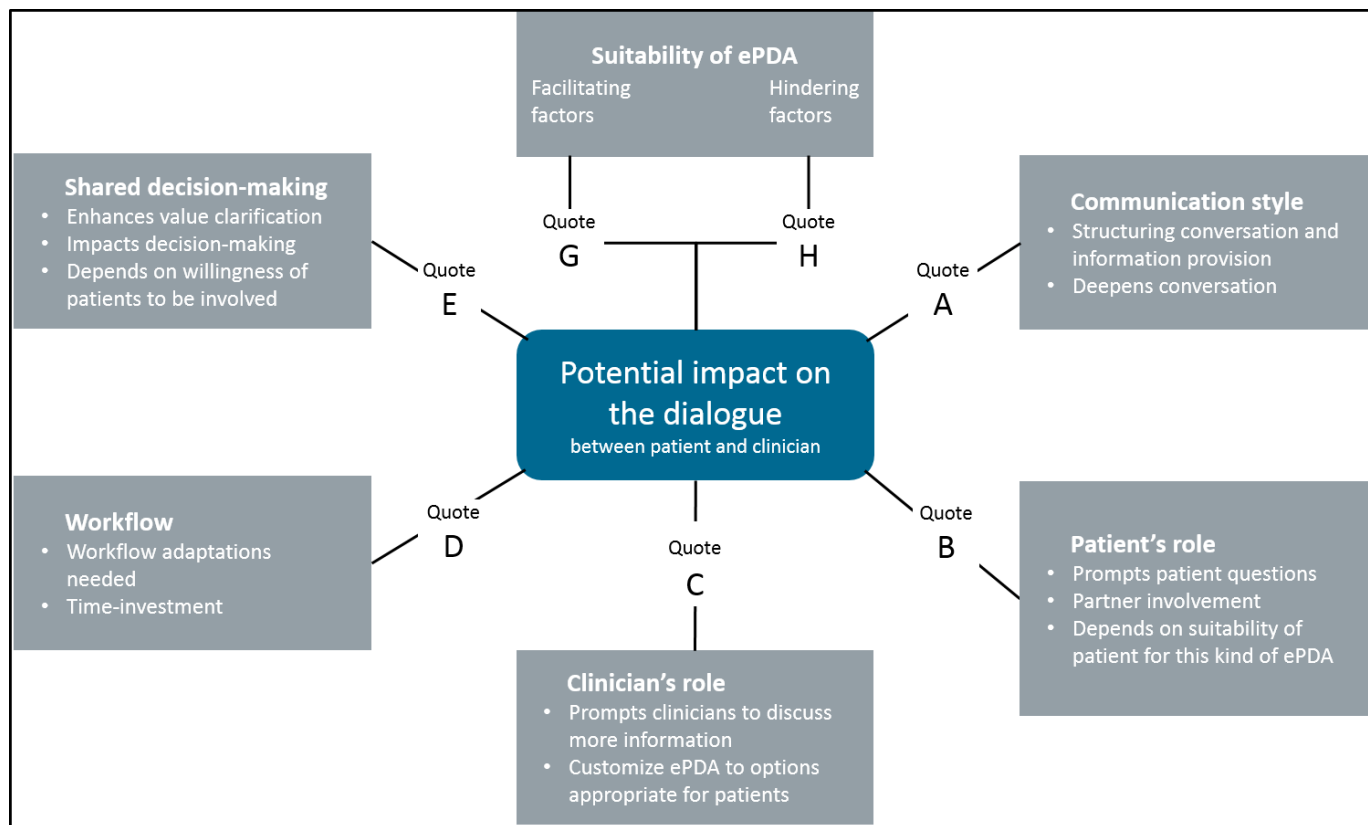 Suitability of ePDA
Facilitating
factors
Hindering
factors
Quote
G
Quote
H
Shared decision-making
• Enhances value clarification
• Impacts decision-making
• Depends on willingness of
patients to be involved
Quote
E
Communication style
• Structuring conversation and
information provision
• Deepens conversation
Quote
A
Potential impact on
the dialogue
between patient and clinician
Workflow
• Workflow adaptations
needed
• Time-investment
Quote
D
Quote
C
Quote
B
Patient's role
• Prompts patient questions
• Partner involvement
• Depends on suitability of
patient for this kind of ePDA
Clinician's role
• Prompts clinicians to discuss
more information
• Customize ePDA to options
appropriate for patients